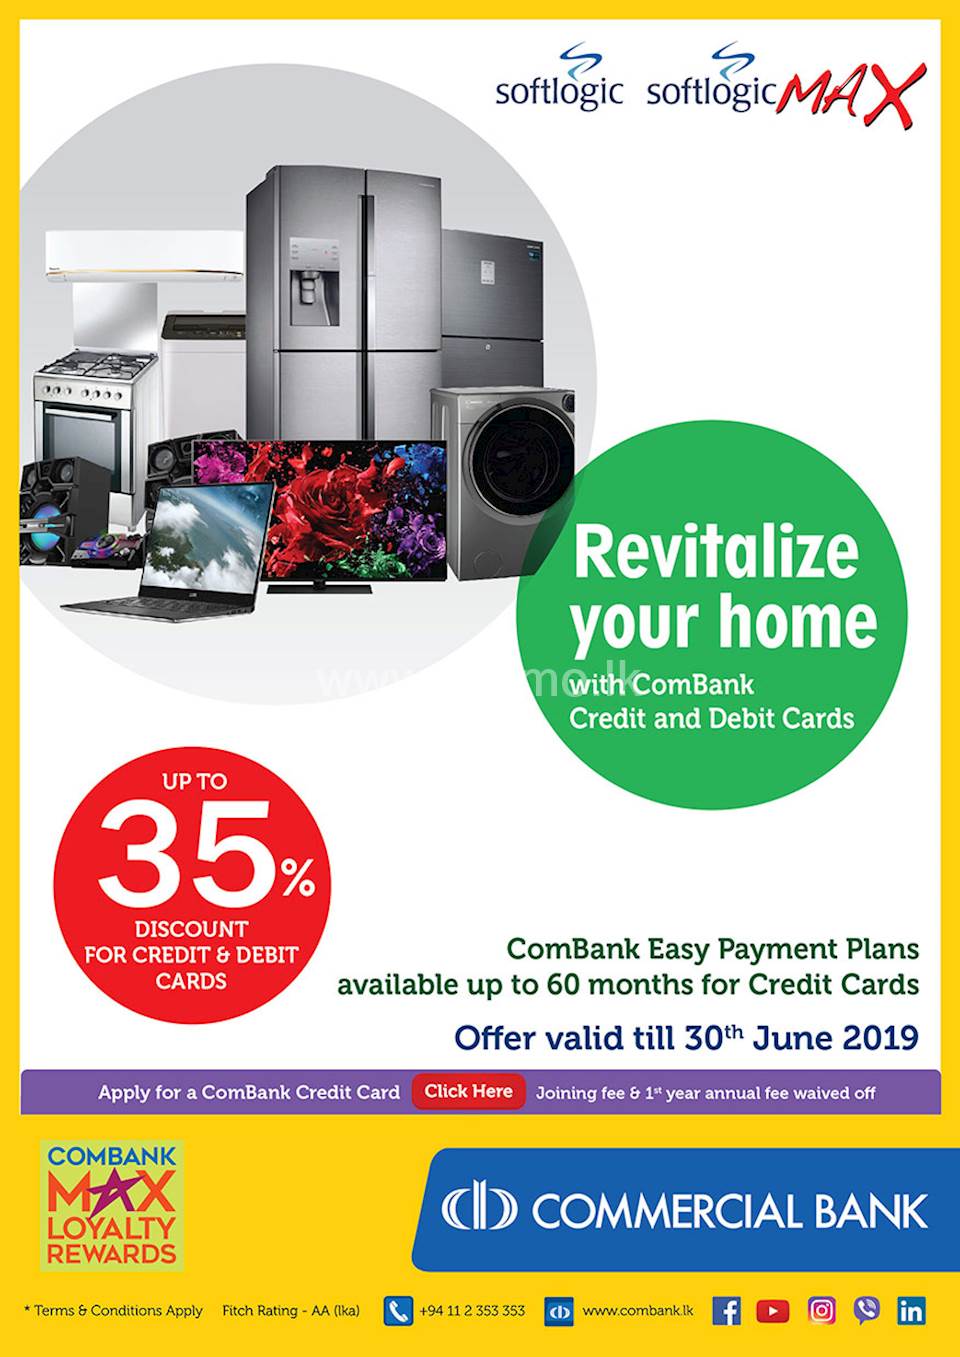 softlogic softlogic MAX
Revitalize
your home
with ComBank
Credit and Debit Cards
UP TO
35%
DISCOUNT
FOR CREDIT & DEBIT
CARDS
ComBank Easy Payment Plans
available up to 60 months for Credit Cards
Offer valid till 30th June 2019
Apply for a ComBank Credit Card Click Here Joining fee & 1st year annual fee waived off
COMBANK
MAX
LOYALTY
REWARDS
COMMERCIAL BANK
* Terms & Conditions Apply Fitch Rating - AA (lka) +94 11 2 353 353 www.combank.lk